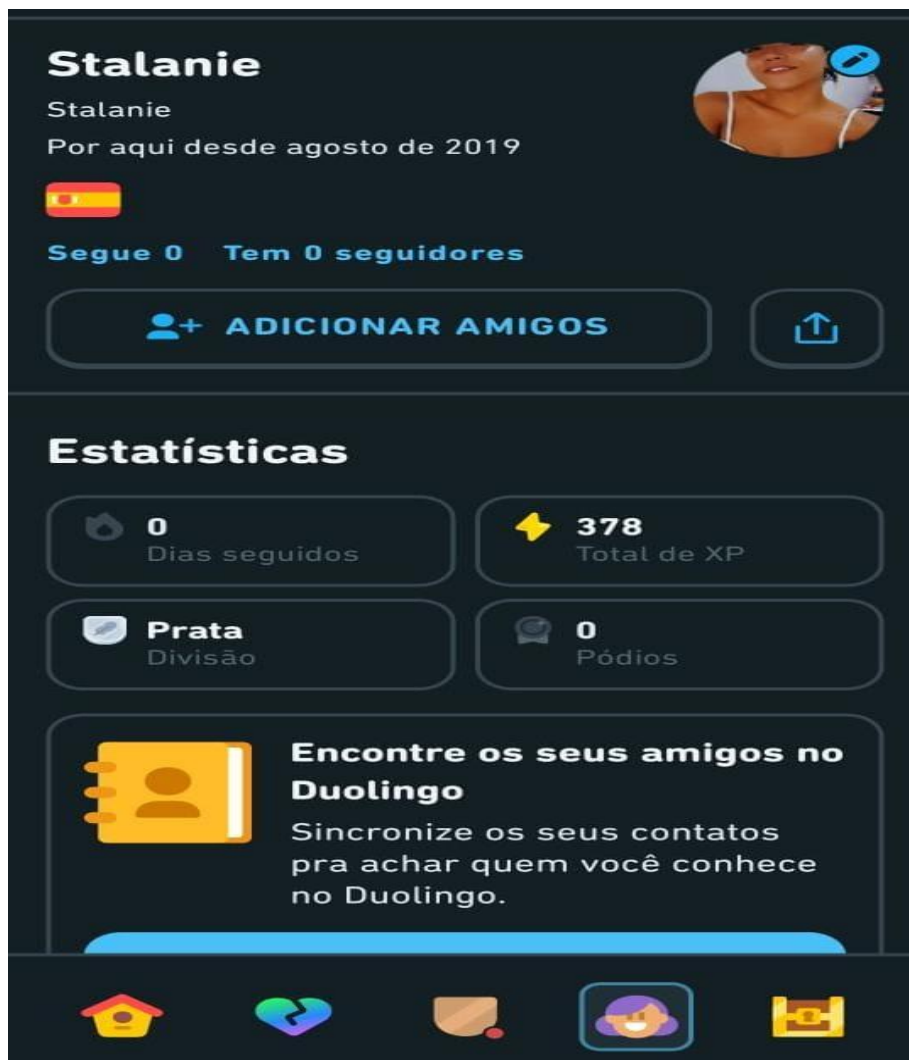 Stalanie
Stalanie
Por aqui desde agosto de 2019
Segue 0 Tem 0 seguidores
ADICIONAR AMIGOS
Estatísticas
0
Dias seguidos
378
Total de XP
Prata
Divisão
0
Pódios
Encontre os seus amigos no
Duolingo
Sincronize os seus contatos
pra achar quem você conhece
no Duolingo.